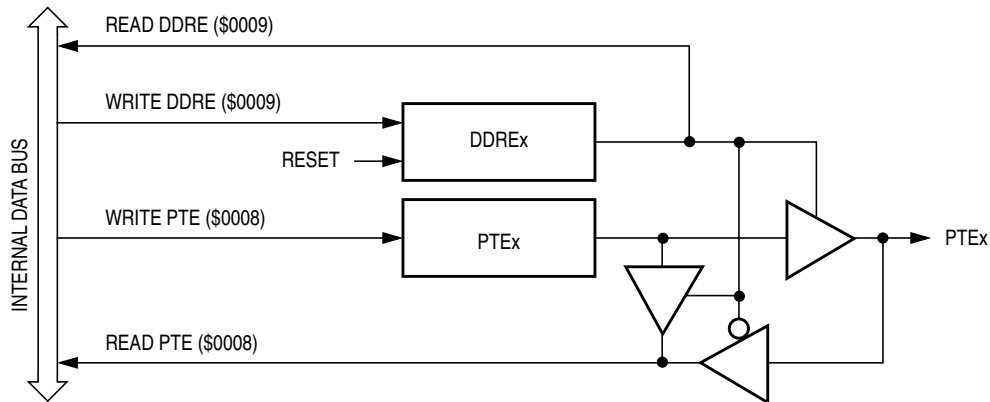 READ DDRE ($0009)
WRITE DDRE ($0009)
DDREx
RESET
WRITE PTE ($0008)
PTEx
PTEx
READ PTE ($0008)
INTERNAL DATA BUS